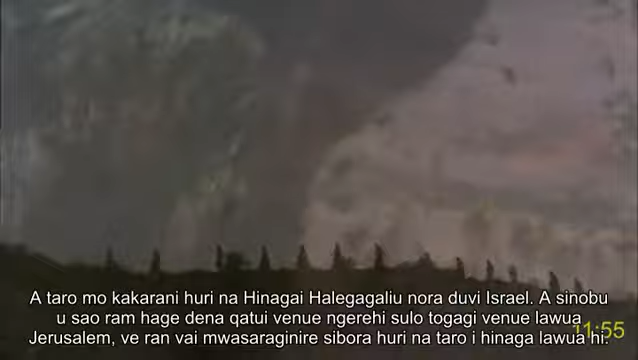 A taro mo kakarani huri na Hinagai Halegagaliu nora duvi Israel. A sinobu
u sao ram hage dena qatui venue ngerehi sulo togagi venue lawua
Jerusalem, ve ran vai mwasaraginire sibora huri na taro i hinaga lawua hi.
11:55